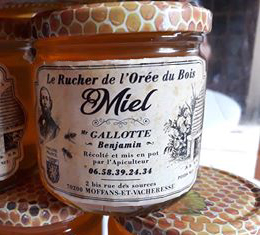 Le Rucher de l'Orée du Bois
Miel
Mr GALLOTTE
Benjamin
Récolté et mis en pot
par l'Apiculteur
06.58.39.24.34
2 bis rue des sources
70200 MOFFANS-ET-VACHERESSE